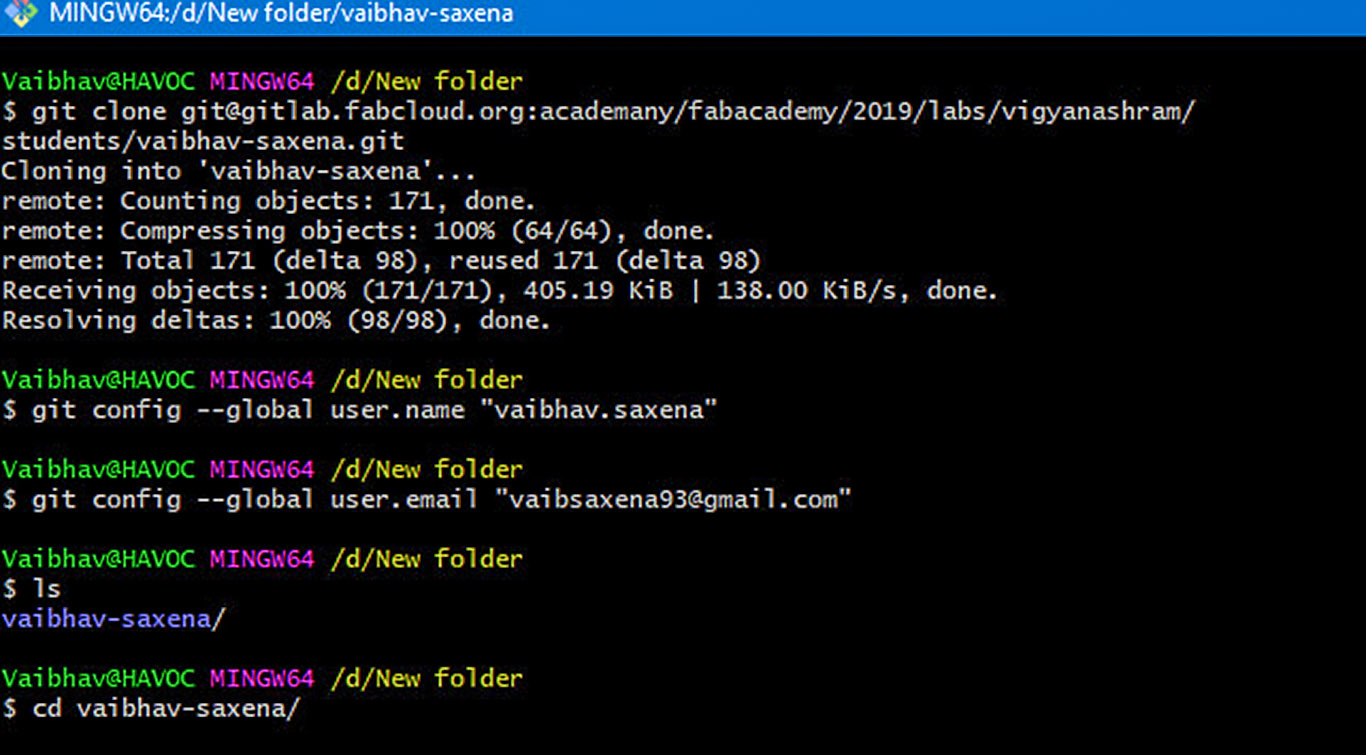 MINGW64:/d/New folder/vaibhav-saxena
Vaibhav@HAVOC MINGW64 /d/New folder
$ git clone git@gitlab.fabcloud.org:academany/fabacademy/2019/labs/vigyanashram/
students/vaibhav-saxena.git
Cloning into 'vaibhav-saxena'...
remote: Counting objects: 171, done.
remote: Compressing objects: 100% (64/64), done.
remote: Total 171 (delta 98), reused 171 (delta 98)
Receiving objects: 100% (171/171), 405.19 KiB | 138.00 KiB/s, done.
Resolving deltas: 100% (98/98), done.
Vaibhav@HAVOC MINGW64 /d/New folder
$ git config --global user.name "vaibhav.saxena"
Vaibhav@HAVOC MINGW64 /d/New folder
$ git config --global user.email "vaibsaxena93@gmail.com"
Vaibhav@HAVOC MINGW64 /d/New folder
$ ls
vaibhav-saxena/
Vaibhav@HAVOC MINGW64 /d/New folder
$ cd vaibhav-saxena/